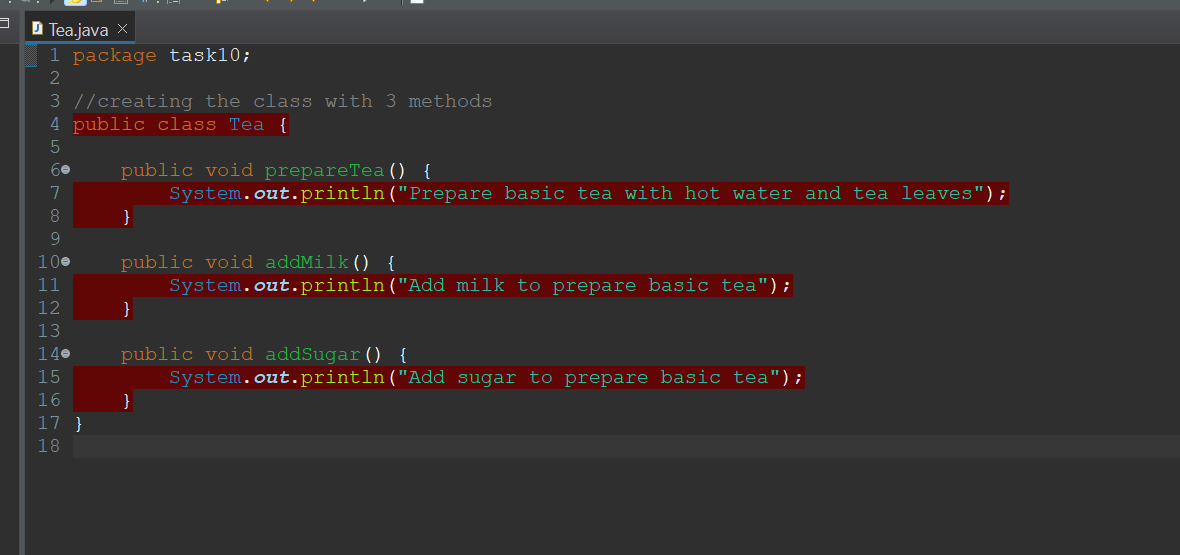 Tea.java
1 package task10;
2
3 //creating the class with 3 methods
4 public class Tea {
5
6 public void prepareTea() {
7 System.out.println("Prepare basic tea with hot water and tea leaves");
8 }
9
10 public void addMilk() {
11 System.out.println("Add milk to prepare basic tea");
12 }
13
14 public void addSugar() {
15 System.out.println("Add sugar to prepare basic tea");
16 }
17 }
18